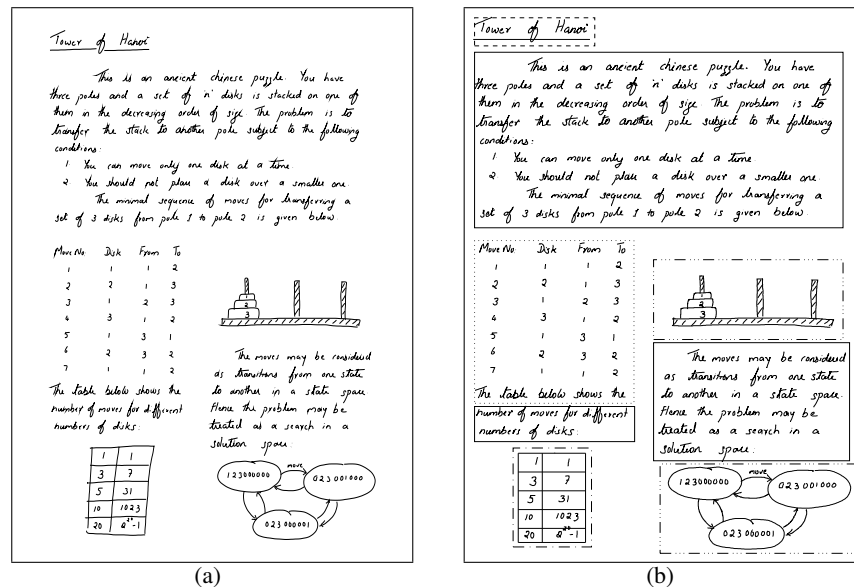 Tower of Hanoi
This is an ancient chinese puzzle. You have
three poles and a set of 'n' disks is stacked on one of
them in the decreasing order of size. The problem is to
transfer the stack to another pole subject to the following
conditions:
1 You can move only one disk at a time.
2. You should not place a disk over a smaller one.
The minimal sequence of moves for transferring a
set of 3 disks from pole 1 to pole 2 is given below.
Move No. Disk From To
1 1 1 2
2 2 1 3
3 1 2 3
4 3 1 2
5 1 3 1
6 2 3 2
7 1 1 2
The table below shows the
number of moves for different
numbers of disks:
1 1
3 7
5 31
10 1023
20 2²⁰-1
1
2
3
The moves may be considered
as transitions from one state
to another in a state space.
Hence the problem may be
treated as a search in a
solution space.
move
123000000
023001000
023000001
(a)
Tower of Hanoi
This is an ancient chinese puzzle. You have
three poles and a set of 'n' disks is stacked on one of
them in the decreasing order of size. The problem is to
transfer the stack to another pole subject to the following
conditions:
1 You can move only one disk at a time.
2. You should not place a disk over a smaller one.
The minimal sequence of moves for transferring a
set of 3 disks from pole 1 to pole 2 is given below.
Move No. Disk From To
1 1 1 2
2 2 1 3
3 1 2 3
4 3 1 2
5 1 3 1
6 2 3 2
7 1 1 2
The table below shows the
number of moves for different
numbers of disks:
1 1
3 7
5 31
10 1023
20 2²⁰-1
1
2
3
The moves may be considered
as transitions from one state
to another in a state space.
Hence the problem may be
treated as a search in a
solution space.
move
123000000
023001000
023000001
(b)